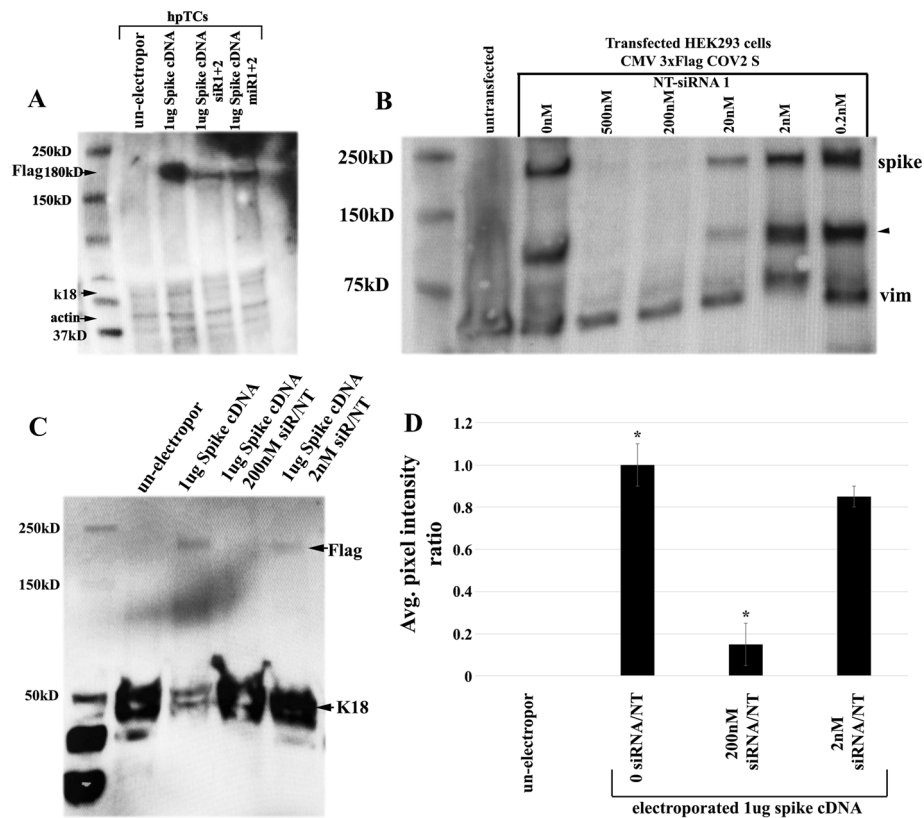 A
hpTCs
un-electropor
1ug Spike cDNA
1ug Spike cDNA
siR1+2
1ug Spike cDNA
miR1+2
250kD
Flag 180kD
150kD
k18
actin
37kD
B
Transfected HEK293 cells
CMV 3xFlag COV2 S
NT-siRNA 1
untransfected
0nM
500nM
200nM
20nM
2nM
0.2nM
250kD
150kD
75kD
spike
vim
C
un-electropor
1ug Spike cDNA
1ug Spike cDNA
200nM siR/NT
1ug Spike cDNA
2nM siR/NT
250kD
150kD
50kD
Flag
K18
D
Avg. pixel intensity
ratio
1.2
1.0
0.8
0.6
0.4
0.2
0
*
*
un-electropor
0 siRNA/NT
200nM
siRNA/NT
2nM
siRNA/NT
electroporated 1ug spike cDNA